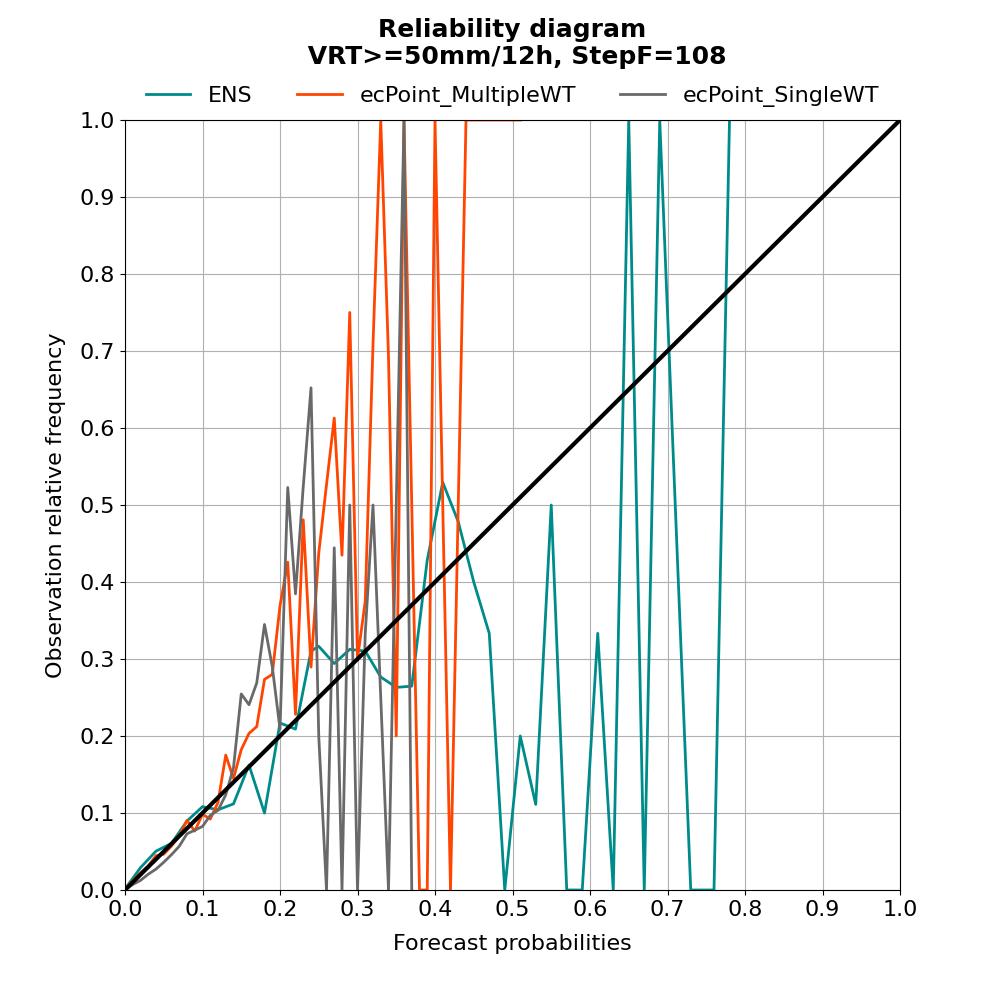 Reliability diagram
VRT>=50mm/12h, StepF=108
ENS ecPoint_MultipleWT ecPoint_SingleWT
1.0
0.9
0.8
0.7
0.6
0.5
0.4
0.3
0.2
0.1
0.0
Observation relative frequency
0.0 0.1 0.2 0.3 0.4 0.5 0.6 0.7 0.8 0.9 1.0
Forecast probabilities